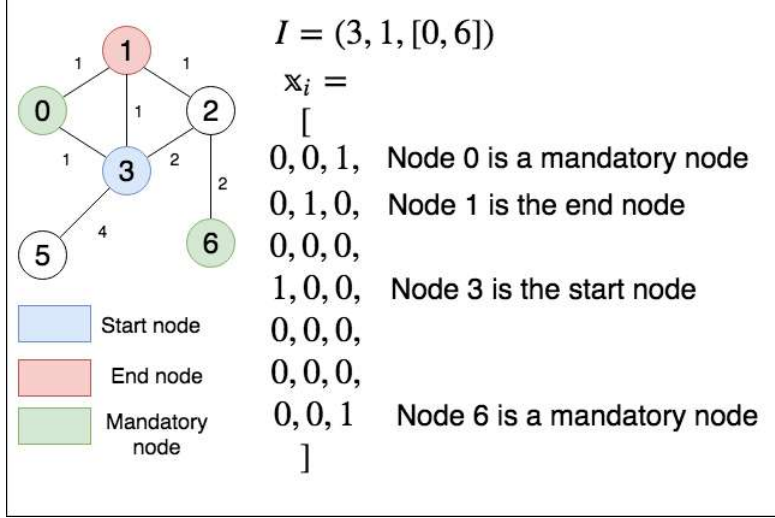 I = (3, 1, [0, 6])
𝕩ᵢ =
[
0, 0, 1, Node 0 is a mandatory node
0, 1, 0, Node 1 is the end node
0, 0, 0,
1, 0, 0, Node 3 is the start node
0, 0, 0,
0, 0, 0,
0, 0, 1 Node 6 is a mandatory node
]
1
1
1
0
1
2
1
3
2
2
4
5
6
Start node
End node
Mandatory
node